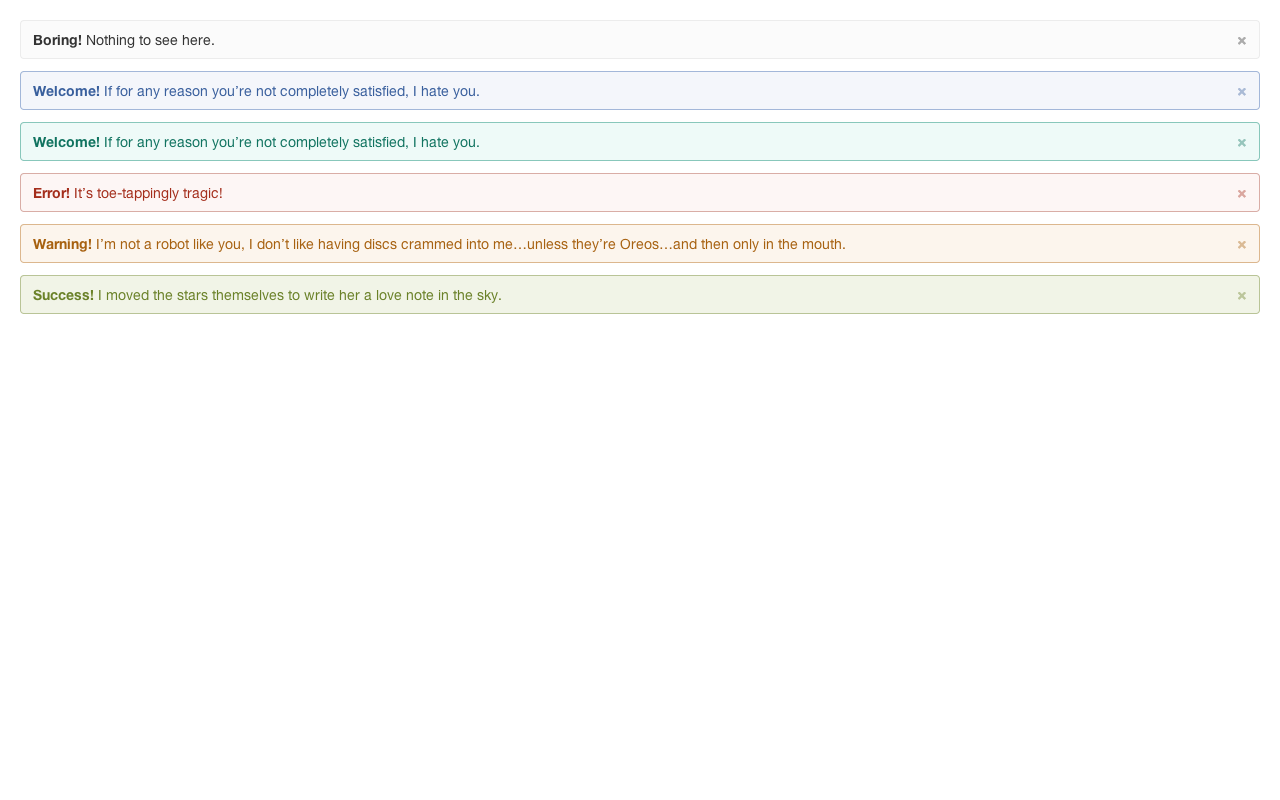 Boring! Nothing to see here. ×
Welcome! If for any reason you’re not completely satisfied, I hate you. ×
Welcome! If for any reason you’re not completely satisfied, I hate you. ×
Error! It’s toe-tappingly tragic! ×
Warning! I’m not a robot like you, I don’t like having discs crammed into me…unless they’re Oreos…and then only in the mouth. ×
Success! I moved the stars themselves to write her a love note in the sky. ×